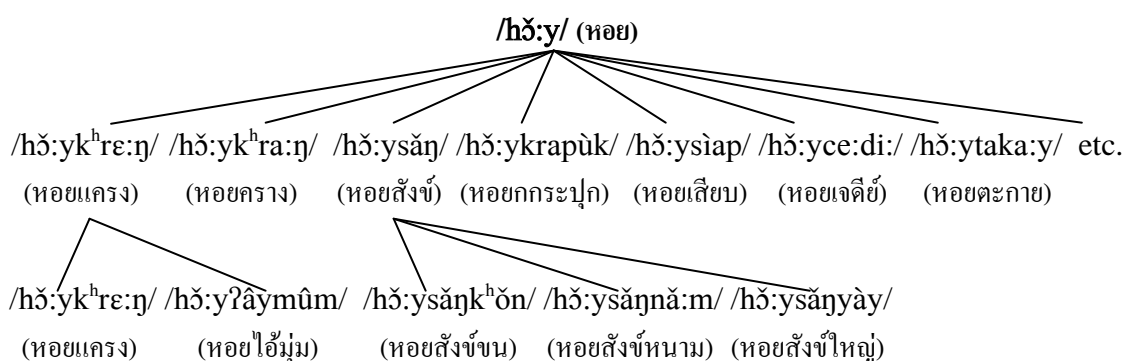 /hɔ̌:y/ (หอย)
/hɔ̌:ykʰrɛ:ŋ/ /hɔ̌:ykʰra:ŋ/ /hɔ̌:ysǎŋ/ /hɔ̌:ykrapùk/ /hɔ̌:ysìap/ /hɔ̌:yce:di:/ /hɔ̌:ytaka:y/ etc.
(หอยแครง) (หอยคราง) (หอยสังข์) (หอยกกระปุก) (หอยเสียบ) (หอยเจดีย์) (หอยตะกาย)
/hɔ̌:ykʰrɛ:ŋ/ /hɔ̌:yʔâymûm/ /hɔ̌:ysǎŋkʰǒn/ /hɔ̌:ysǎŋnǎ:m/ /hɔ̌:ysǎŋyày/
(หอยแครง) (หอยไอ้มุ่ม) (หอยสังข์ขน) (หอยสังข์หนาม) (หอยสังข์ใหญ่)